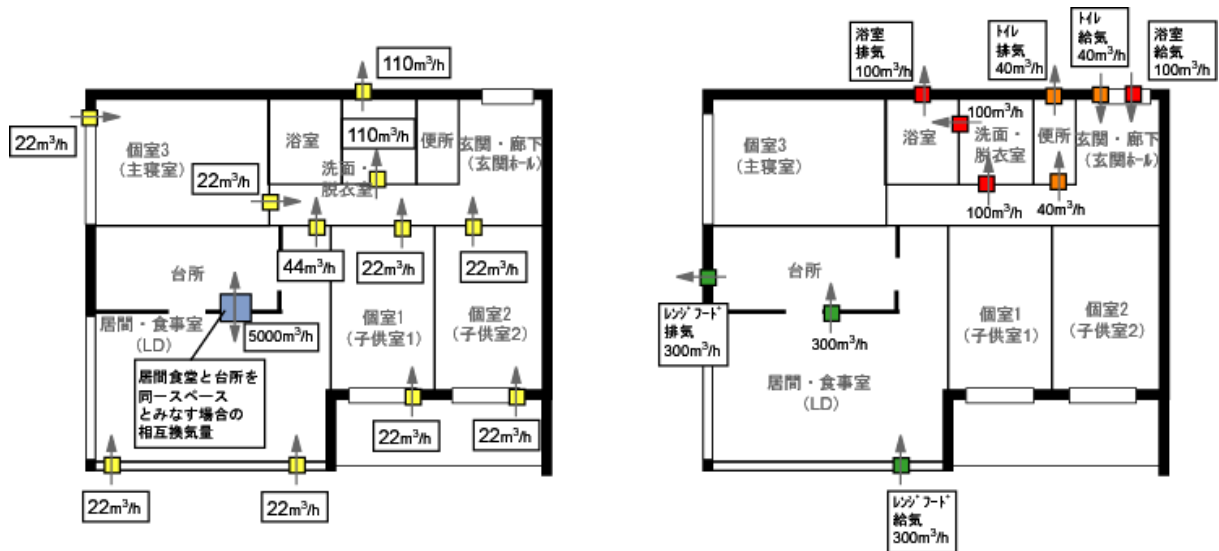 110m³/h
22m³/h
個室3
(主寝室)
浴室
110m³/h
便所
玄関・廊下
(玄関ホール)
洗面・
脱衣室
22m³/h
44m³/h
22m³/h
22m³/h
台所
5000m³/h
居間・食事室
(LD)
個室1
(子供室1)
個室2
(子供室2)
居間食堂と台所を
同一スペース
とみなす場合の
相互換気量
22m³/h
22m³/h
22m³/h
22m³/h
浴室
排気
100m³/h
ﾄｲﾚ
排気
40m³/h
ﾄｲﾚ
給気
40m³/h
浴室
給気
100m³/h
個室3
(主寝室)
浴室
100m³/h
洗面・
脱衣室
便所
玄関・廊下
(玄関ホール)
100m³/h
40m³/h
台所
ﾚﾝｼﾞﾌｰﾄﾞ
排気
300m³/h
300m³/h
居間・食事室
(LD)
個室1
(子供室1)
個室2
(子供室2)
ﾚﾝｼﾞﾌｰﾄﾞ
給気
300m³/h